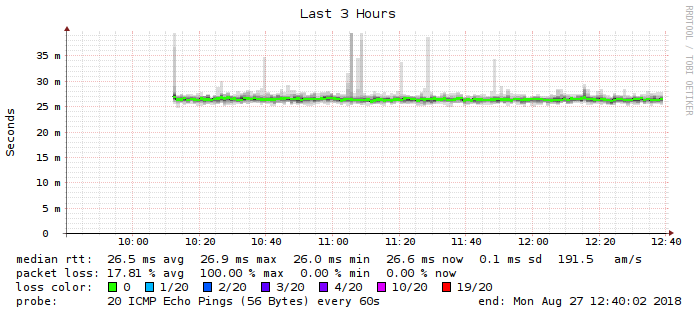 Last 3 Hours
RRDTOOL / TOBI OETIKER
Seconds
35 m
30 m
25 m
20 m
15 m
10 m
5 m
0
10:00 10:20 10:40 11:00 11:20 11:40 12:00 12:20 12:40
median rtt: 26.5 ms avg 26.9 ms max 26.0 ms min 26.6 ms now 0.1 ms sd 191.5 am/s
packet loss: 17.81 % avg 100.00 % max 0.00 % min 0.00 % now
loss color: 0 1/20 2/20 3/20 4/20 10/20 19/20
probe: 20 ICMP Echo Pings (56 Bytes) every 60s end: Mon Aug 27 12:40:02 2018